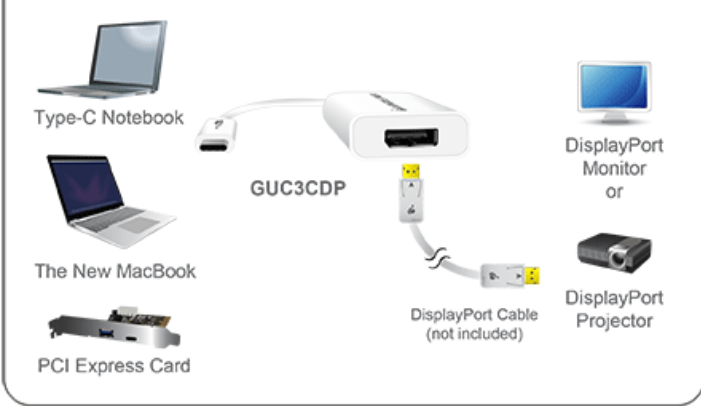 Type-C Notebook
The New MacBook
PCI Express Card
GUC3CDP
DisplayPort Cable
(not included)
DisplayPort
Monitor
or
DisplayPort
Projector